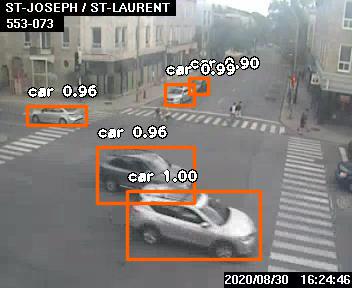 ST-JOSEPH / ST-LAURENT
553-073
car 0.90
car 0.99
car 0.96
car 0.96
car 1.00
2020/08/30 16:24:46